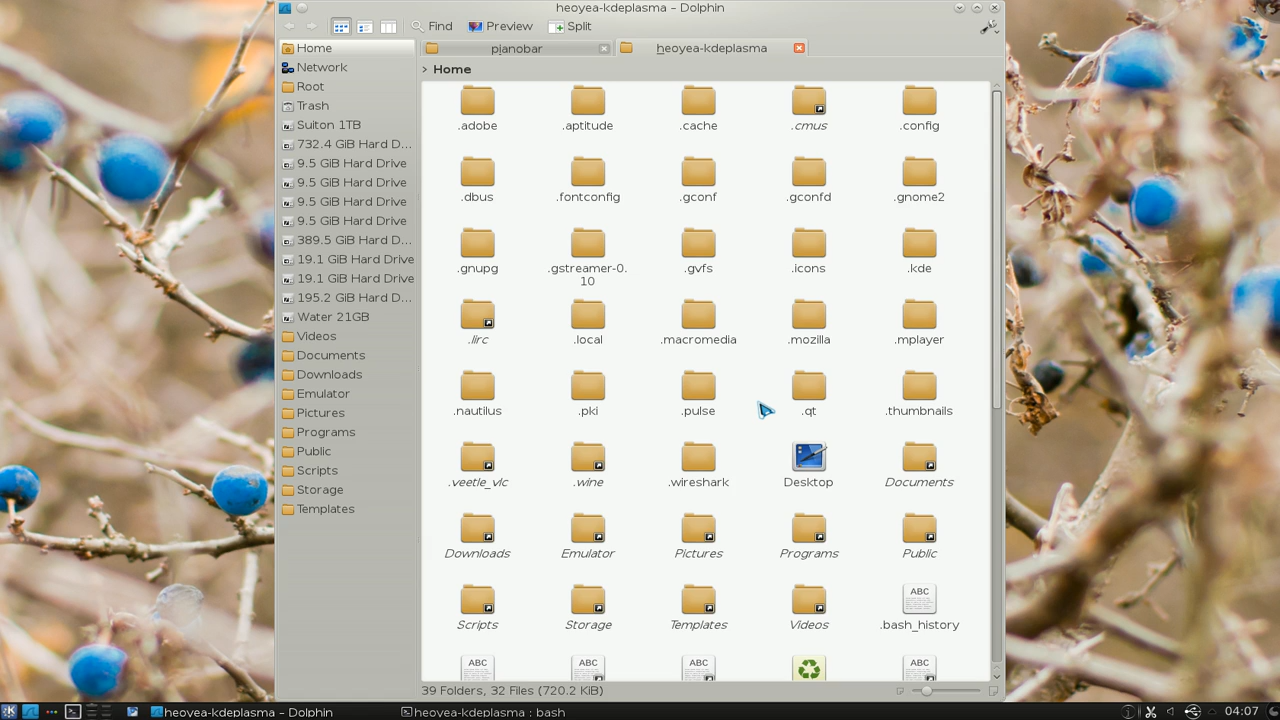 heoyea-kdeplasma – Dolphin
Find Preview Split
pianobar heoyea-kdeplasma
> Home
Home
Network
Root
Trash
Suiton 1TB
732.4 GiB Hard D...
9.5 GiB Hard Drive
9.5 GiB Hard Drive
9.5 GiB Hard Drive
9.5 GiB Hard Drive
389.5 GiB Hard D...
19.1 GiB Hard Drive
19.1 GiB Hard Drive
195.2 GiB Hard D...
Water 21GB
Videos
Documents
Downloads
Emulator
Pictures
Programs
Public
Scripts
Storage
Templates
.adobe .aptitude .cache .cmus .config
.dbus .fontconfig .gconf .gconfd .gnome2
.gnupg .gstreamer-0. .gvfs .icons .kde
10
.lirc .local .macromedia .mozilla .mplayer
.nautilus .pki .pulse .qt .thumbnails
.veetle_vlc .wine .wireshark Desktop Documents
Downloads Emulator Pictures Programs Public
ABC
Scripts Storage Templates Videos .bash_history
ABC ABC ABC ABC
39 Folders, 32 Files (720.2 KiB)
heoyea-kdeplasma – Dolphin heoyea-kdeplasma : bash 04:07